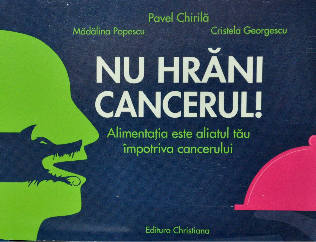 Pavel Chirilă
Mădălina Popescu Cristela Georgescu
NU HRĂNI
CANCERUL!
Alimentația este aliatul tău
împotriva cancerului
Editura Christiana